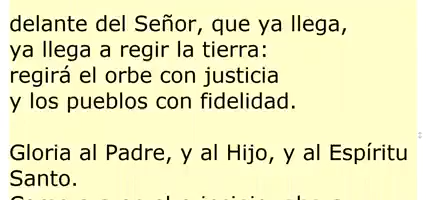 delante del Señor, que ya llega,
ya llega a regir la tierra:
regirá el orbe con justicia
y los pueblos con fidelidad.
Gloria al Padre, y al Hijo, y al Espíritu
Santo.